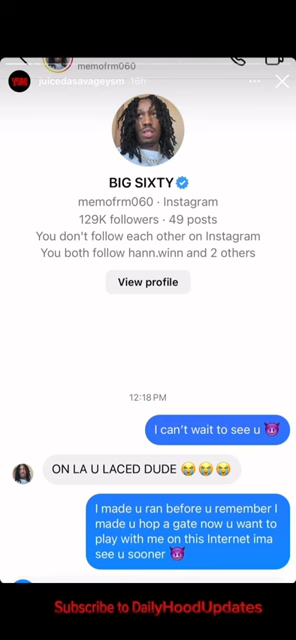 memofrm060
YSM juicedasavageysm 16h
BIG SIXTY
memofrm060 · Instagram
129K followers · 49 posts
You don't follow each other on Instagram
You both follow hann.winn and 2 others
View profile
12:18 PM
I can't wait to see u 😈
ON LA U LACED DUDE 😭😭😭
I made u ran before u remember I
made u hop a gate now u want to
play with me on this Internet ima
see u sooner 😈
Subscribe to DailyHoodUpdates